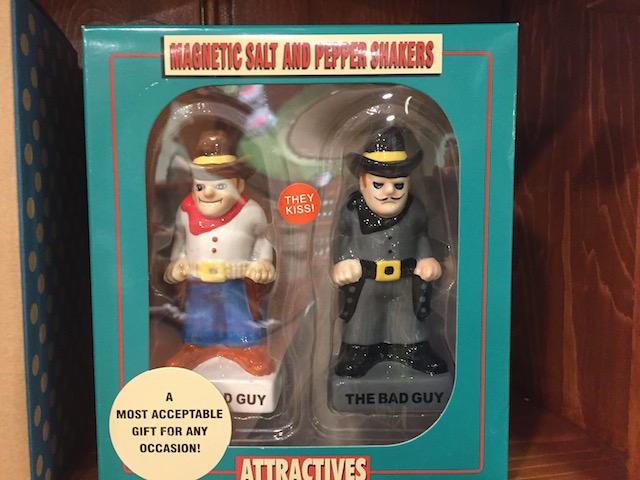 MAGNETIC SALT AND PEPPER SHAKERS
THEY
KISS!
D GUY
THE BAD GUY
A
MOST ACCEPTABLE
GIFT FOR ANY
OCCASION!
ATTRACTIVES